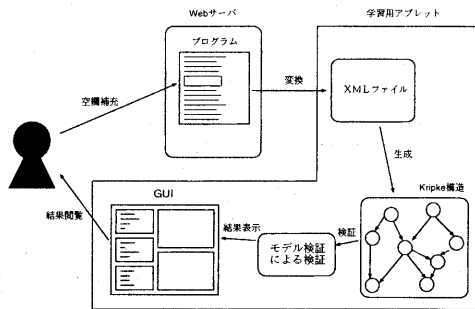 Webサーバ
学習用アプレット
プログラム
変換
XMLファイル
空欄補充
生成
GUI
Kripke構造
結果閲覧
結果表示
検証
モデル検証
による検証